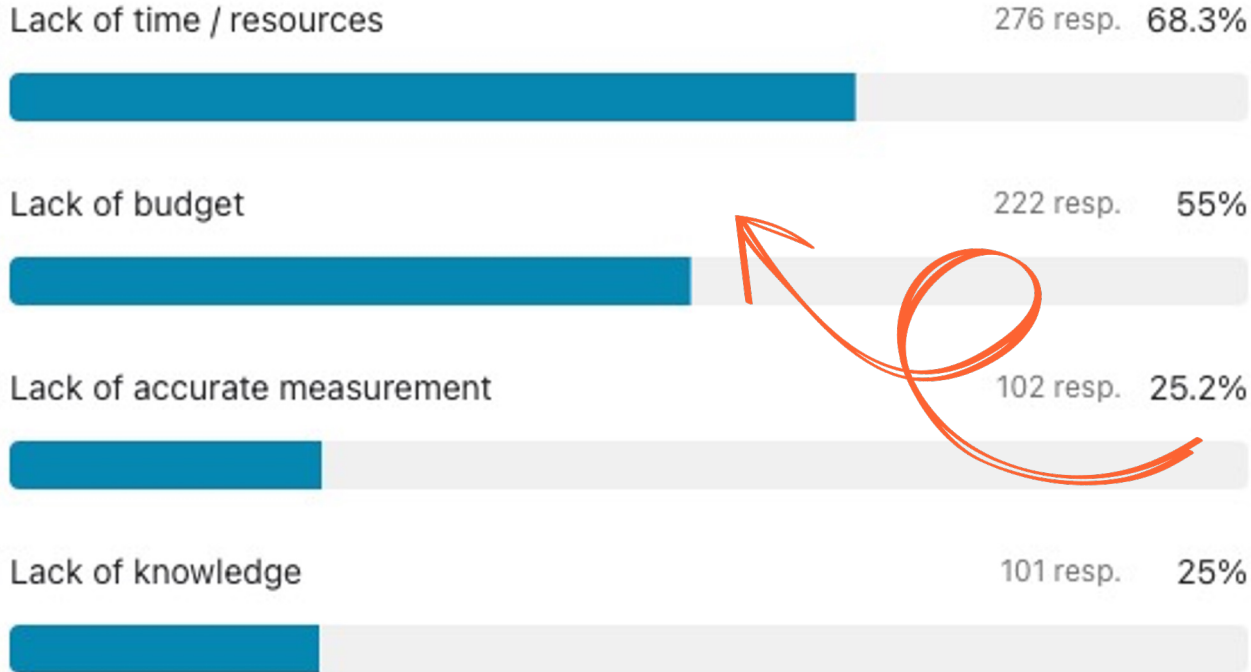 Lack of time / resources 276 resp. 68.3%
Lack of budget 222 resp. 55%
Lack of accurate measurement 102 resp. 25.2%
Lack of knowledge 101 resp. 25%